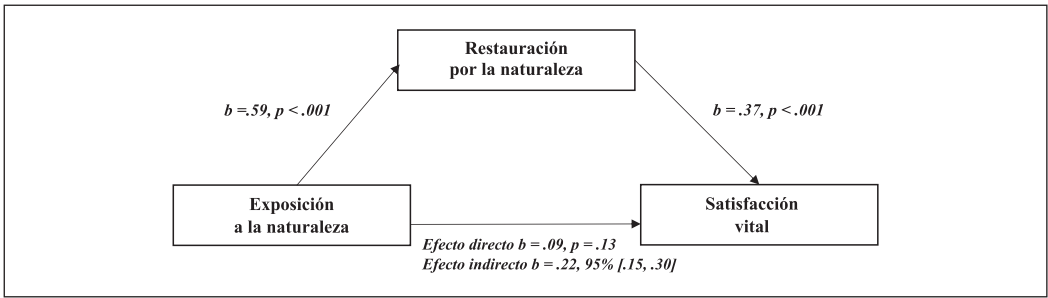 Restauración
por la naturaleza
b =.59, p < .001
b = .37, p < .001
Exposición
a la naturaleza
Satisfacción
vital
Efecto directo b = .09, p = .13
Efecto indirecto b = .22, 95% [.15, .30]